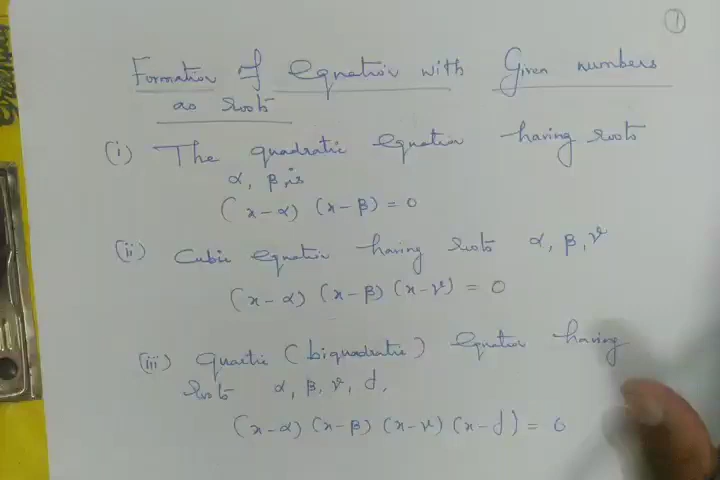 1
Formation of equation with Given numbers
as roots
(i) The quadratic equation having roots
α, β, is
(x-α) (x-β) = 0
(ii) Cubic equation having roots α, β, γ
(x-α) (x-β) (x-γ) = 0
(iii) quartic (biquadratic) equation having
roots α, β, γ, d,
(x-α) (x-β) (x-γ) (x-d) = 0